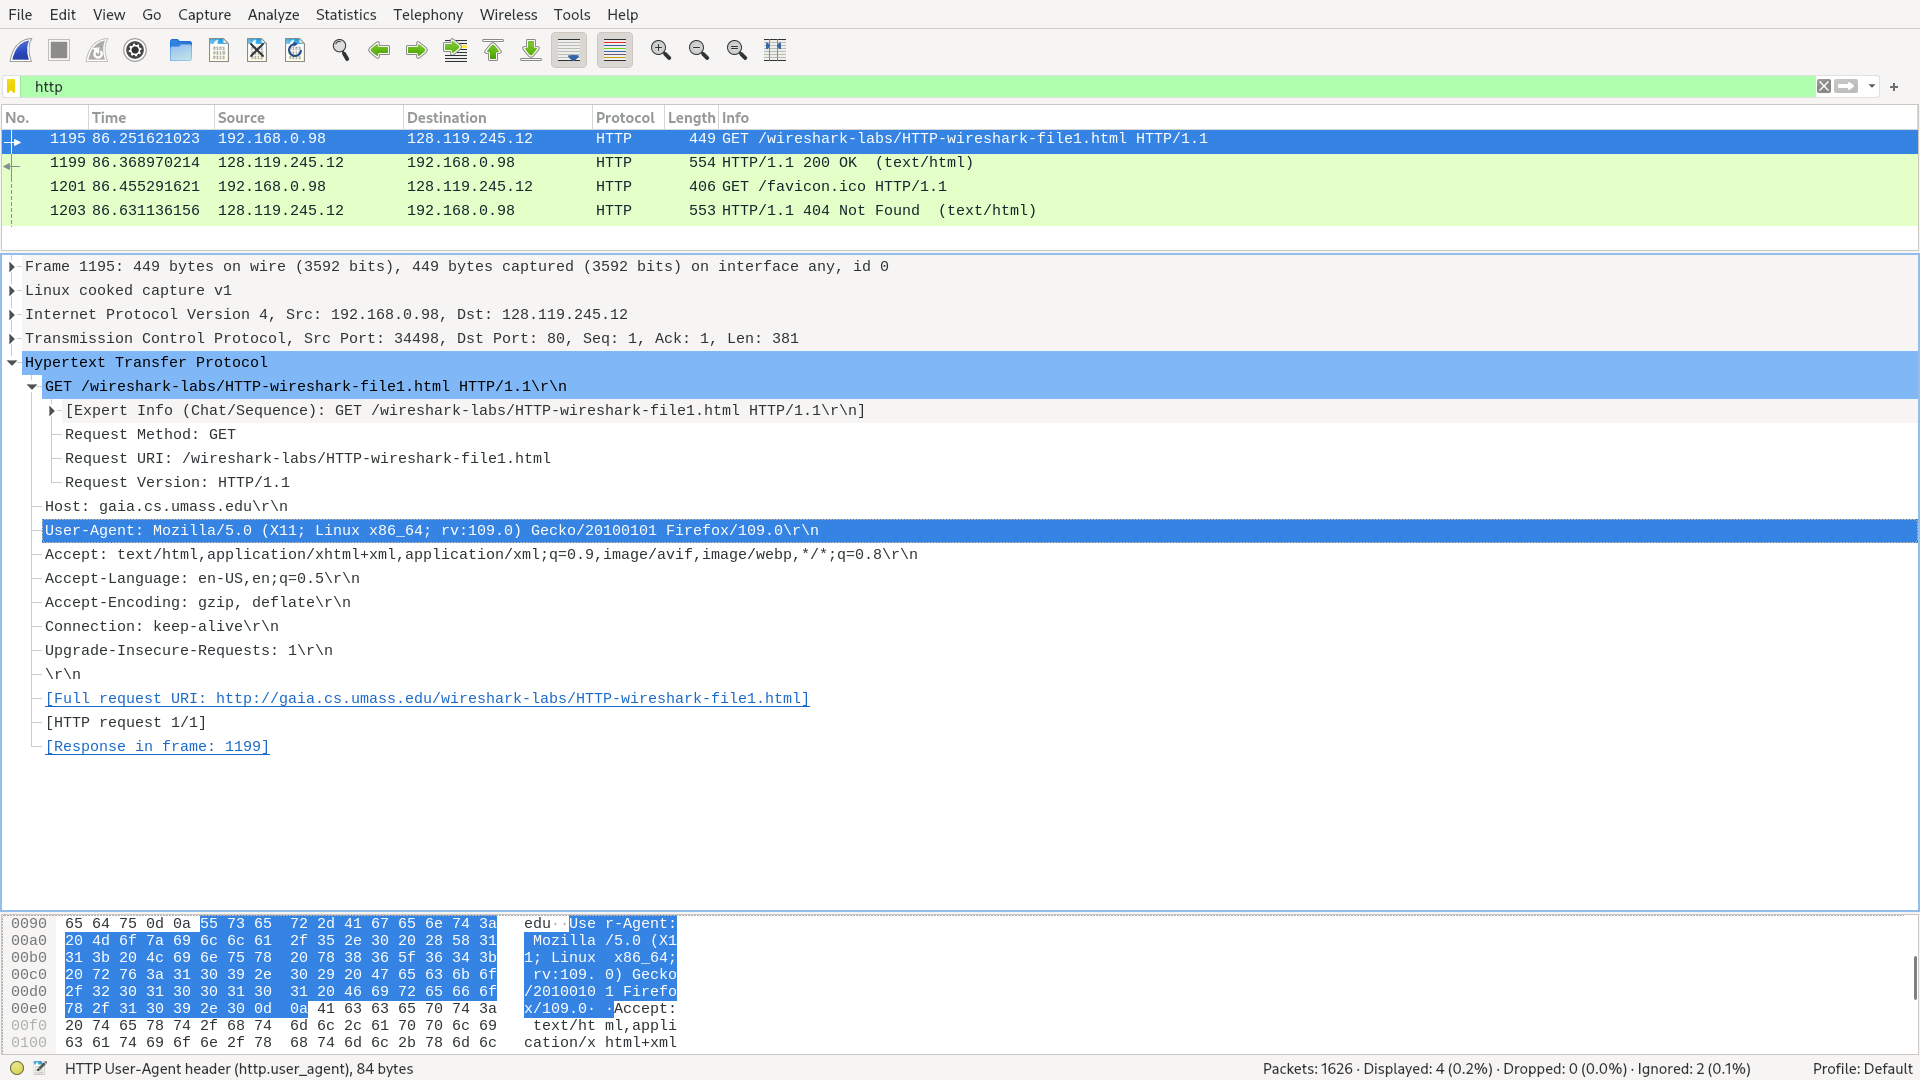 File Edit View Go Capture Analyze Statistics Telephony Wireless Tools Help
http
No. Time Source Destination Protocol Length Info
1195 86.251621023 192.168.0.98 128.119.245.12 HTTP 449 GET /wireshark-labs/HTTP-wireshark-file1.html HTTP/1.1
1199 86.368970214 128.119.245.12 192.168.0.98 HTTP 554 HTTP/1.1 200 OK  (text/html)
1201 86.455291621 192.168.0.98 128.119.245.12 HTTP 406 GET /favicon.ico HTTP/1.1
1203 86.631136156 128.119.245.12 192.168.0.98 HTTP 553 HTTP/1.1 404 Not Found  (text/html)
Frame 1195: 449 bytes on wire (3592 bits), 449 bytes captured (3592 bits) on interface any, id 0
Linux cooked capture v1
Internet Protocol Version 4, Src: 192.168.0.98, Dst: 128.119.245.12
Transmission Control Protocol, Src Port: 34498, Dst Port: 80, Seq: 1, Ack: 1, Len: 381
Hypertext Transfer Protocol
GET /wireshark-labs/HTTP-wireshark-file1.html HTTP/1.1\r\n
[Expert Info (Chat/Sequence): GET /wireshark-labs/HTTP-wireshark-file1.html HTTP/1.1\r\n]
Request Method: GET
Request URI: /wireshark-labs/HTTP-wireshark-file1.html
Request Version: HTTP/1.1
Host: gaia.cs.umass.edu\r\n
User-Agent: Mozilla/5.0 (X11; Linux x86_64; rv:109.0) Gecko/20100101 Firefox/109.0\r\n
Accept: text/html,application/xhtml+xml,application/xml;q=0.9,image/avif,image/webp,*/*;q=0.8\r\n
Accept-Language: en-US,en;q=0.5\r\n
Accept-Encoding: gzip, deflate\r\n
Connection: keep-alive\r\n
Upgrade-Insecure-Requests: 1\r\n
\r\n
[Full request URI: http://gaia.cs.umass.edu/wireshark-labs/HTTP-wireshark-file1.html]
[HTTP request 1/1]
[Response in frame: 1199]
0090 65 64 75 0d 0a 55 73 65 72 2d 41 67 65 6e 74 3a edu··Use r-Agent:
00a0 20 4d 6f 7a 69 6c 6c 61 2f 35 2e 30 20 28 58 31 Mozilla /5.0 (X1
00b0 31 3b 20 4c 69 6e 75 78 20 78 38 36 5f 36 34 3b 1; Linux  x86_64;
00c0 20 72 76 3a 31 30 39 2e 30 29 20 47 65 63 6b 6f rv:109. 0) Gecko
00d0 2f 32 30 31 30 30 31 30 31 20 46 69 72 65 66 6f /2010010 1 Firefo
00e0 78 2f 31 30 39 2e 30 0d 0a 41 63 63 65 70 74 3a x/109.0· ·Accept:
00f0 20 74 65 78 74 2f 68 74 6d 6c 2c 61 70 70 6c 69 text/ht ml,appli
0100 63 61 74 69 6f 6e 2f 78 68 74 6d 6c 2b 78 6d 6c cation/x html+xml
HTTP User-Agent header (http.user_agent), 84 bytes Packets: 1626 · Displayed: 4 (0.2%) · Dropped: 0 (0.0%) · Ignored: 2 (0.1%) Profile: Default